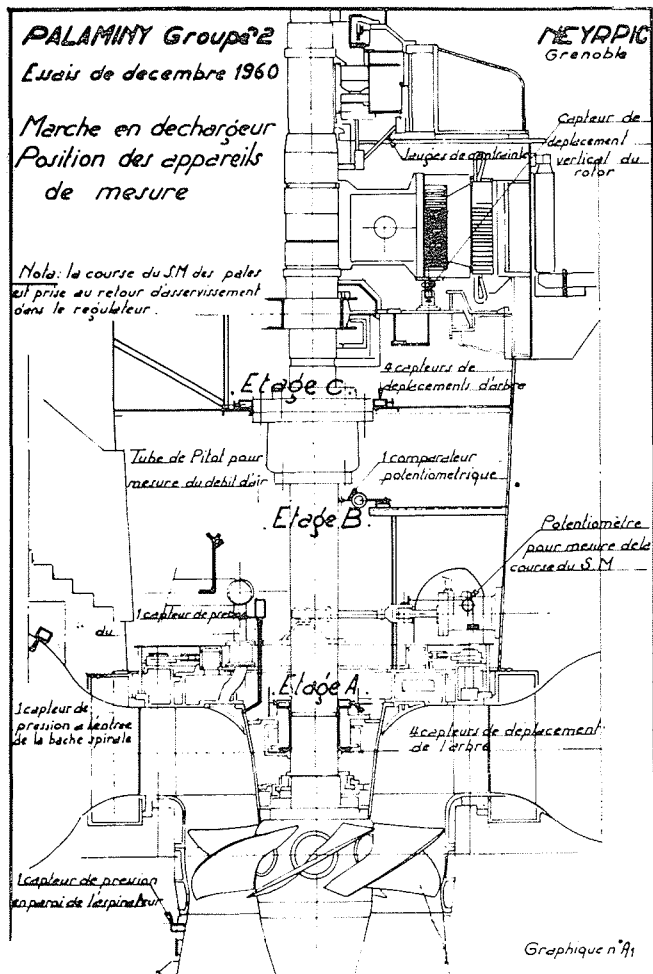 PALAMINY Groupe n°2
Essais de decembre 1960
NEYRPIC
Grenoble
Marche en dechargeur
Position des appareils
de mesure
Capteur de
deplacement
vertical du
rotor
Jauges de contrainte
Nota: la course du SM des pales
est prise au retour d'asservissement
dans le regulateur.
Etage C.
4 capteurs de
deplacements d'arbre
Tube de Pitot pour
mesure du debit d'air
1 comparateur
potentiometrique
Etage B.
Potentiomètre
pour mesure de la
course du S.M
1 capteur de pression
du
Etage A
1 capteur de
pression a l'entree
de la bache spirale
4 capteurs de deplacement
de l'arbre
1 capteur de pression
en paroi de l'aspirateur
Graphique n°A1